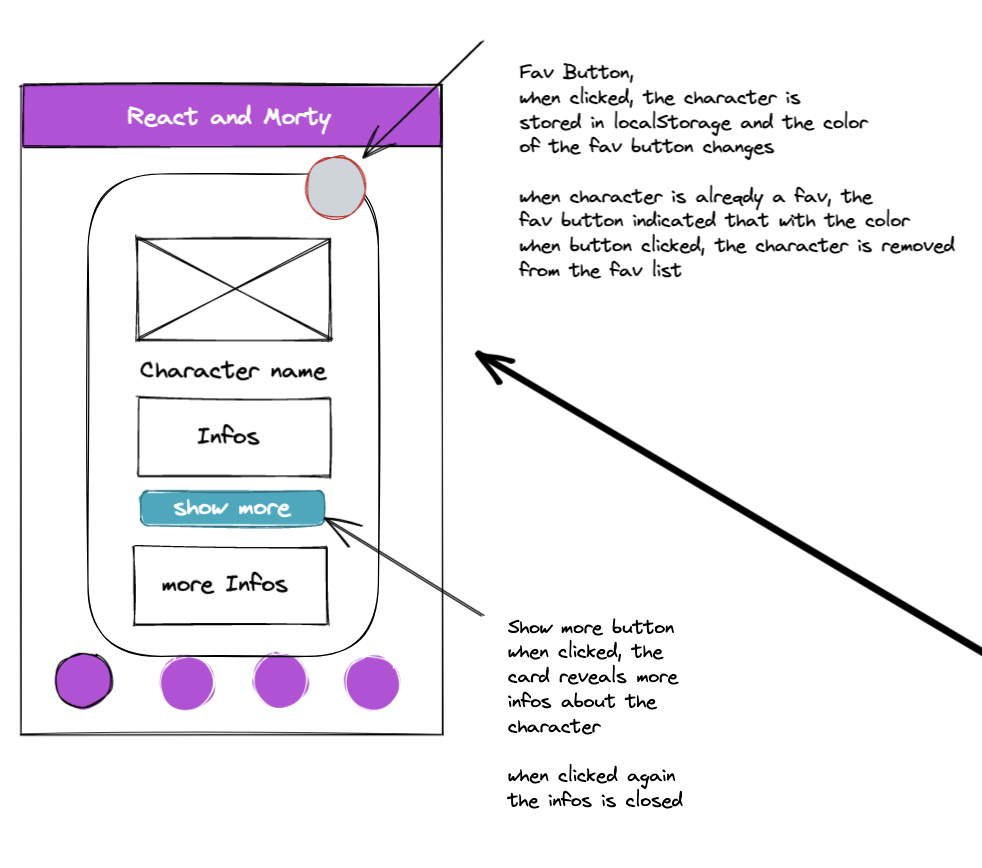 React and Morty
Character name
Infos
show more
more Infos
Fav Button,
when clicked, the character is
stored in localStorage and the color
of the fav button changes
when character is already a fav, the
fav button indicated that with the color
when button clicked, the character is removed
from the fav list
Show more button
when clicked, the
card reveals more
infos about the
character
when clicked again
the infos is closed